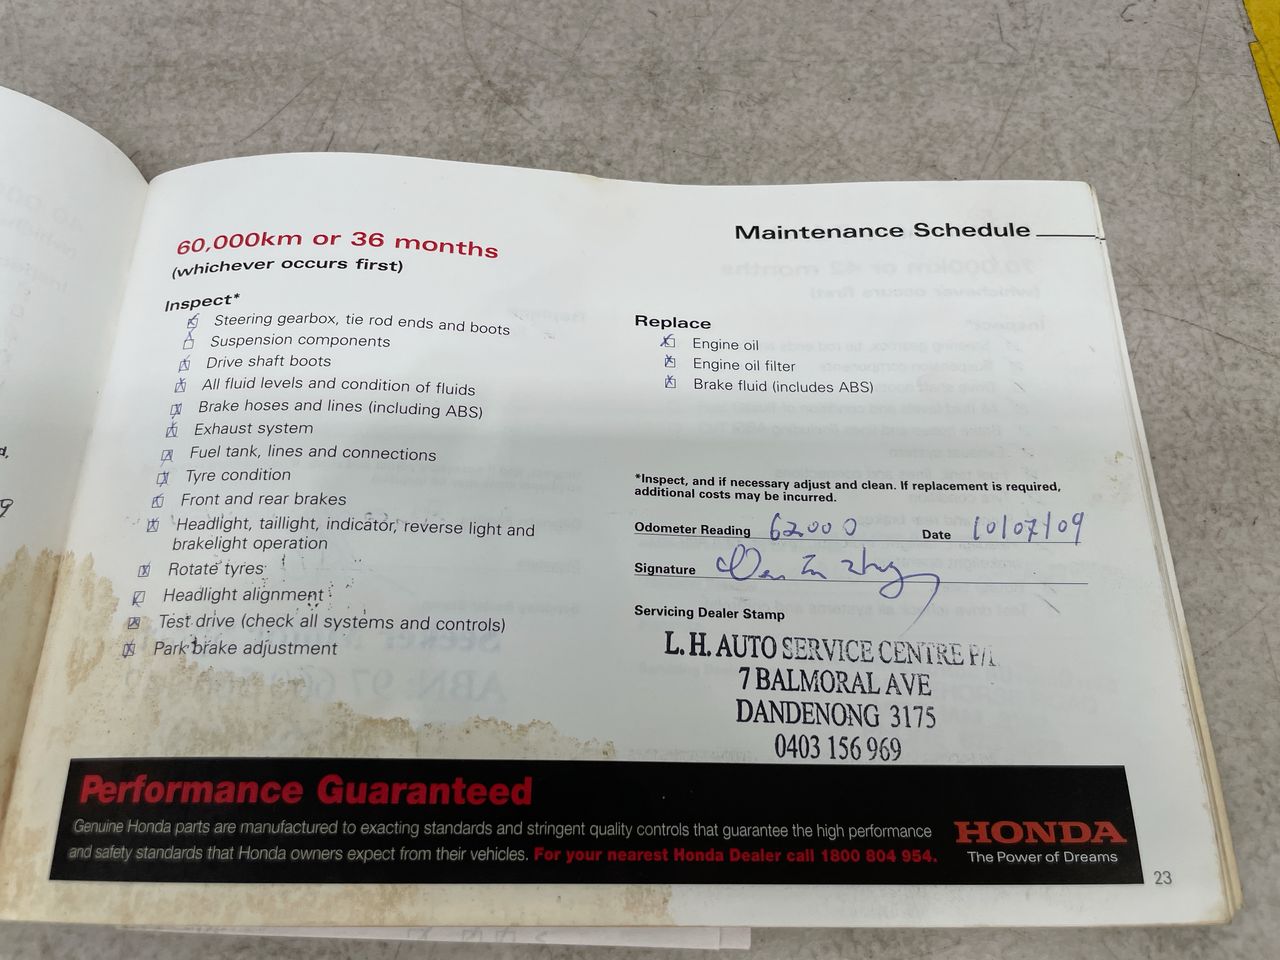 Maintenance Schedule
60,000km or 36 months
(whichever occurs first)
Inspect*
Steering gearbox, tie rod ends and boots
Suspension components
Drive shaft boots
All fluid levels and condition of fluids
Brake hoses and lines (including ABS)
Exhaust system
Fuel tank, lines and connections
Tyre condition
Front and rear brakes
Headlight, taillight, indicator, reverse light and
brakelight operation
Rotate tyres
Headlight alignment
Test drive (check all systems and controls)
Park brake adjustment
Replace
Engine oil
Engine oil filter
Brake fluid (includes ABS)
*Inspect, and if necessary adjust and clean. If replacement is required,
additional costs may be incurred.
Odometer Reading 62000 Date 10/07/09
Signature
Servicing Dealer Stamp
L.H. AUTO SERVICE CENTRE P/L
7 BALMORAL AVE
DANDENONG 3175
0403 156 969
Performance Guaranteed
Genuine Honda parts are manufactured to exacting standards and stringent quality controls that guarantee the high performance
and safety standards that Honda owners expect from their vehicles. For your nearest Honda Dealer call 1800 804 954.
HONDA
The Power of Dreams
23